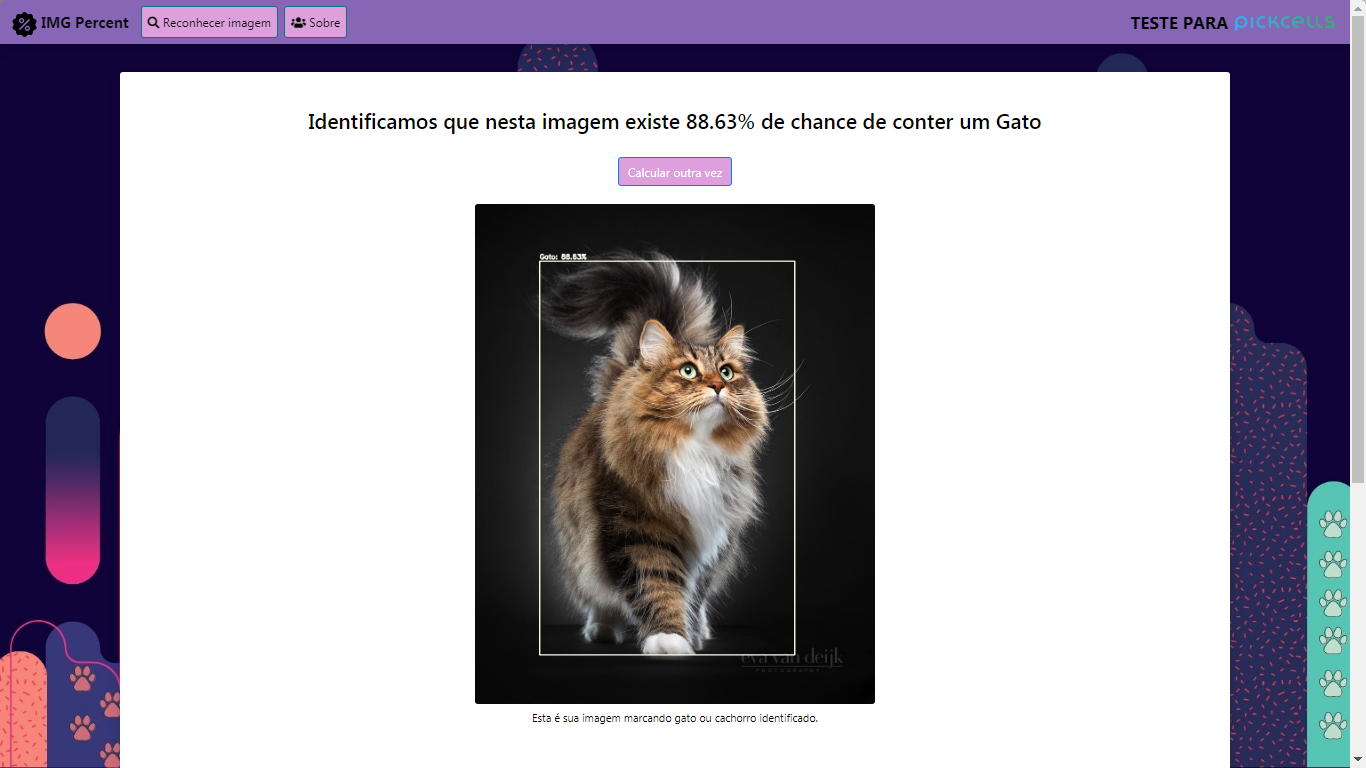 IMG Percent
Reconhecer imagem
Sobre
TESTE PARA PICKCELLS
Identificamos que nesta imagem existe 88.63% de chance de conter um Gato
Calcular outra vez
Gato: 88.63%
eva van deijk
PHOTOGRAPHY
Esta é sua imagem marcando gato ou cachorro identificado.